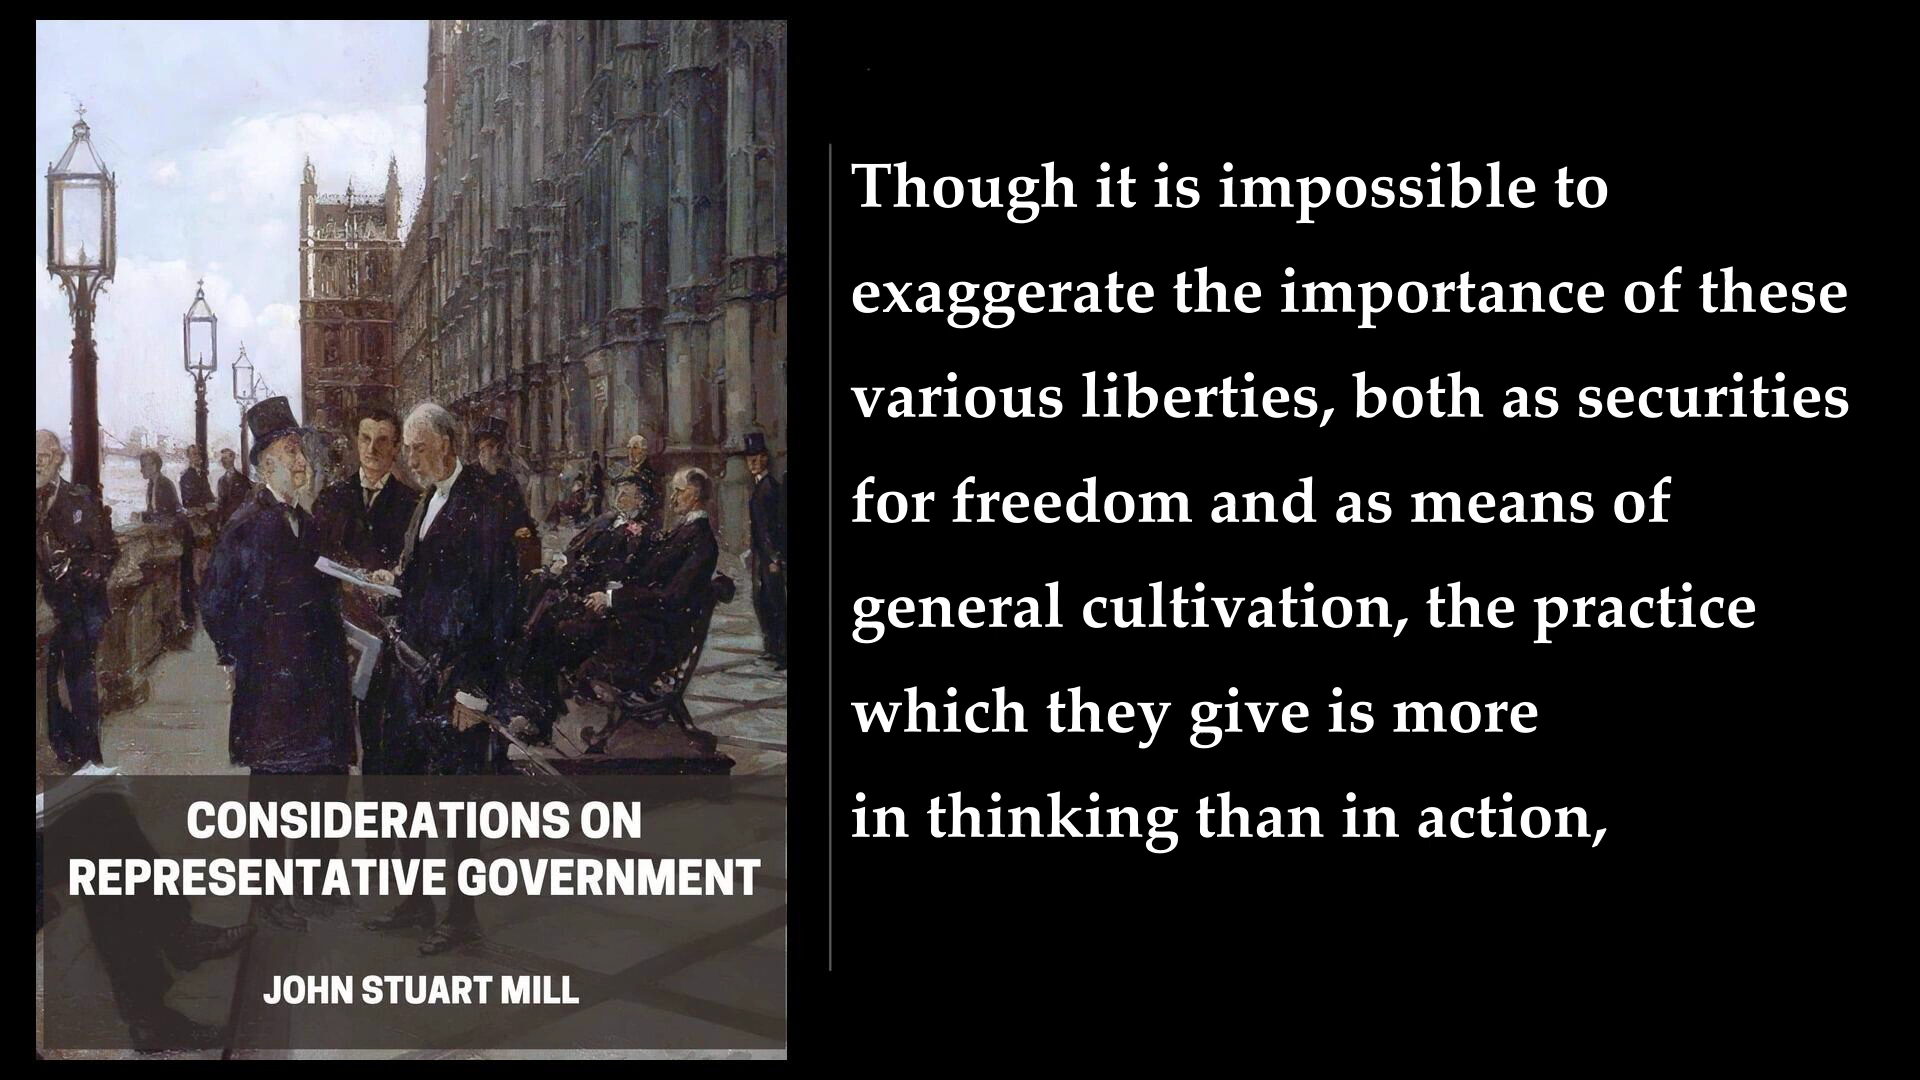 CONSIDERATIONS ON
REPRESENTATIVE GOVERNMENT
JOHN STUART MILL
Though it is impossible to
exaggerate the importance of these
various liberties, both as securities
for freedom and as means of
general cultivation, the practice
which they give is more
in thinking than in action,